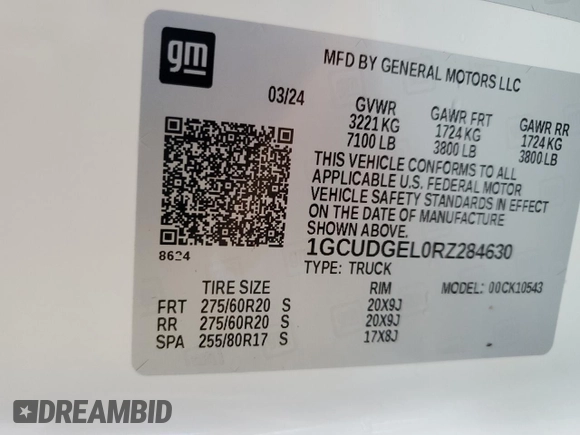 gm
MFD BY GENERAL MOTORS LLC
03/24
GVWR GAWR FRT GAWR RR
3221 KG 1724 KG 1724 KG
7100 LB 3800 LB 3800 LB
THIS VEHICLE CONFORMS TO ALL
APPLICABLE U.S. FEDERAL MOTOR
VEHICLE SAFETY STANDARDS IN EFFECT
ON THE DATE OF MANUFACTURE
SHOWN ABOVE.
8624
1GCUDGEL0RZ284630
TYPE: TRUCK MODEL: 00CK10543
TIRE SIZE RIM
FRT 275/60R20 S 20X9J
RR 275/60R20 S 20X9J
SPA 255/80R17 S 17X8J
DREAMBID